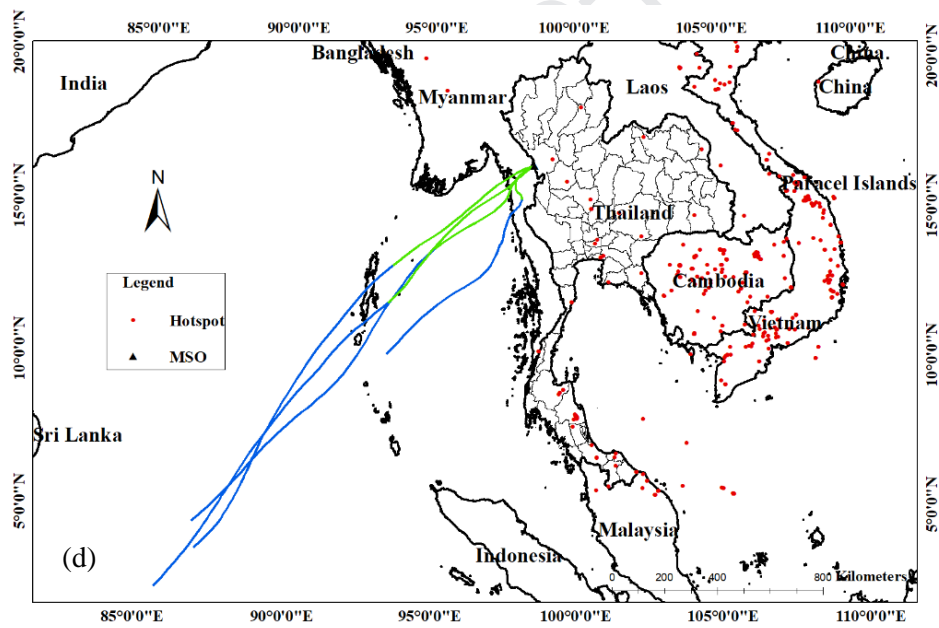 85°0'0"E 90°0'0"E 95°0'0"E 100°0'0"E 105°0'0"E 110°0'0"E
20°0'0"N 20°0'0"N
Bangladesh China.
India Myanmar Laos China
N
15°0'0"N Paracel Islands 15°0'0"N
Thailand
Legend
Cambodia
Hotspot
Vietnam
MSO
10°0'0"N 10°0'0"N
Sri Lanka
5°0'0"N 5°0'0"N
Malaysia
(d) Indonesia
0 200 400 800 Kilometers
85°0'0"E 90°0'0"E 95°0'0"E 100°0'0"E 105°0'0"E 110°0'0"E